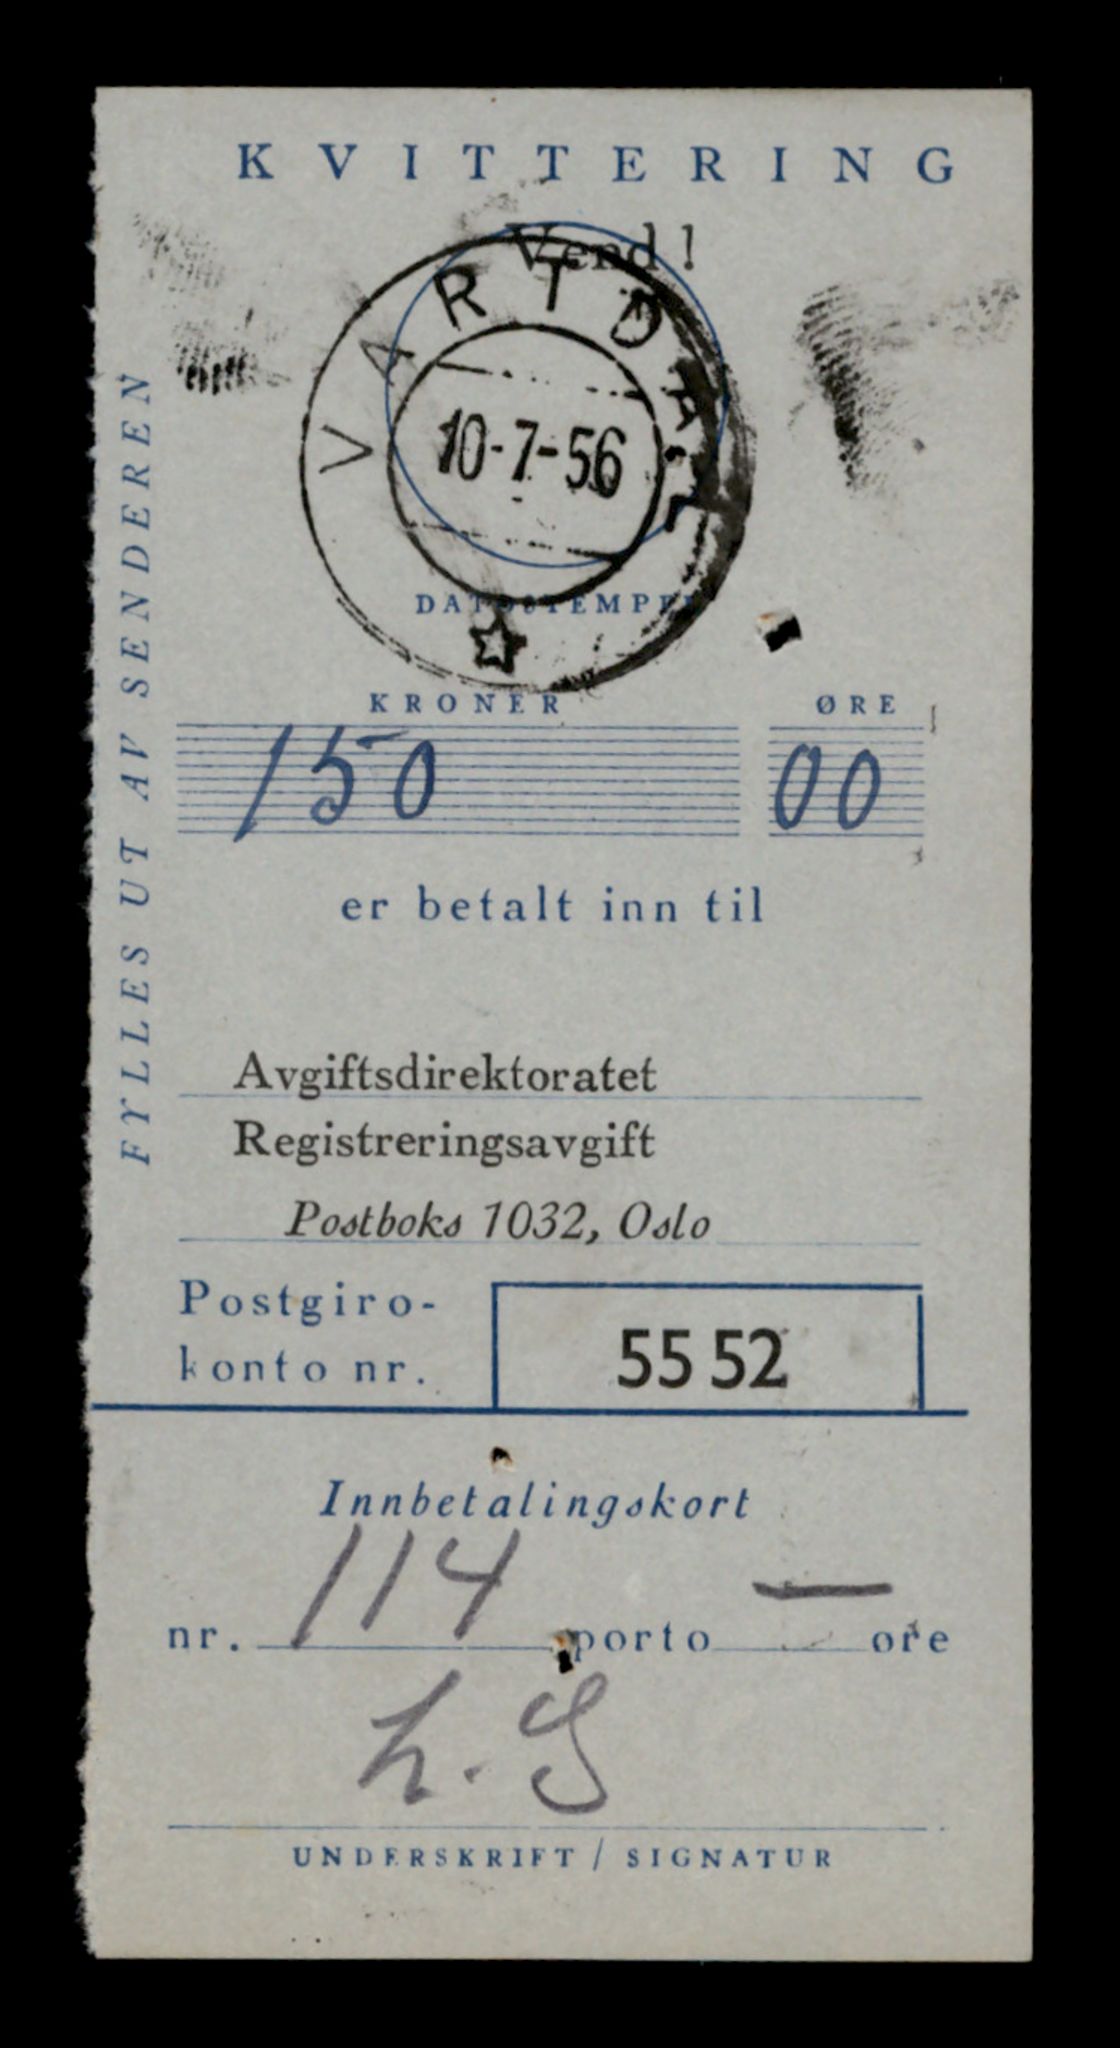 KVITTERING
Vend!
VARTDAL
10-7-56
DATOSTEMPEL
FYLLES UT AV SENDEREN
KRONER ØRE
150 00
er betalt inn til
Avgiftsdirektoratet
Registreringsavgift
Postboks 1032, Oslo
Postgiro-
konto nr. 55 52
Innbetalingskort
nr. 114 porto — øre
L.S
UNDERSKRIFT / SIGNATUR